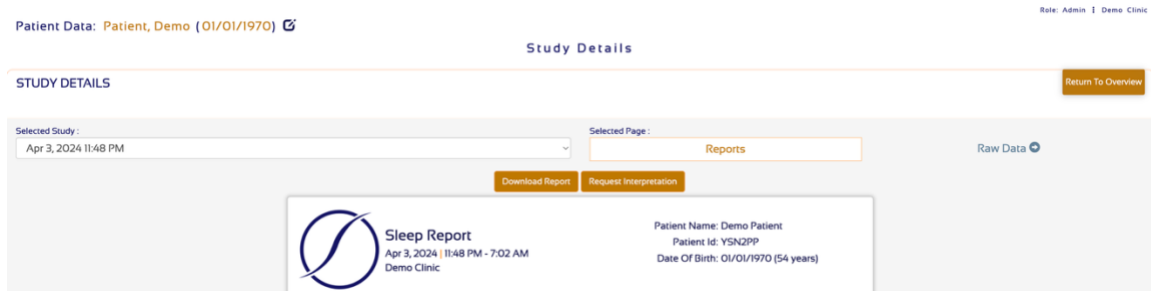 Role: Admin ⋮ Demo Clinic
Patient Data: Patient, Demo (01/01/1970)
Study Details
STUDY DETAILS
Return To Overview
Selected Study :
Apr 3, 2024 11:48 PM
Selected Page :
Reports
Raw Data
Download Report
Request Interpretation
Sleep Report
Apr 3, 2024 | 11:48 PM - 7:02 AM
Demo Clinic
Patient Name: Demo Patient
Patient Id: YSN2PP
Date Of Birth: 01/01/1970 (54 years)